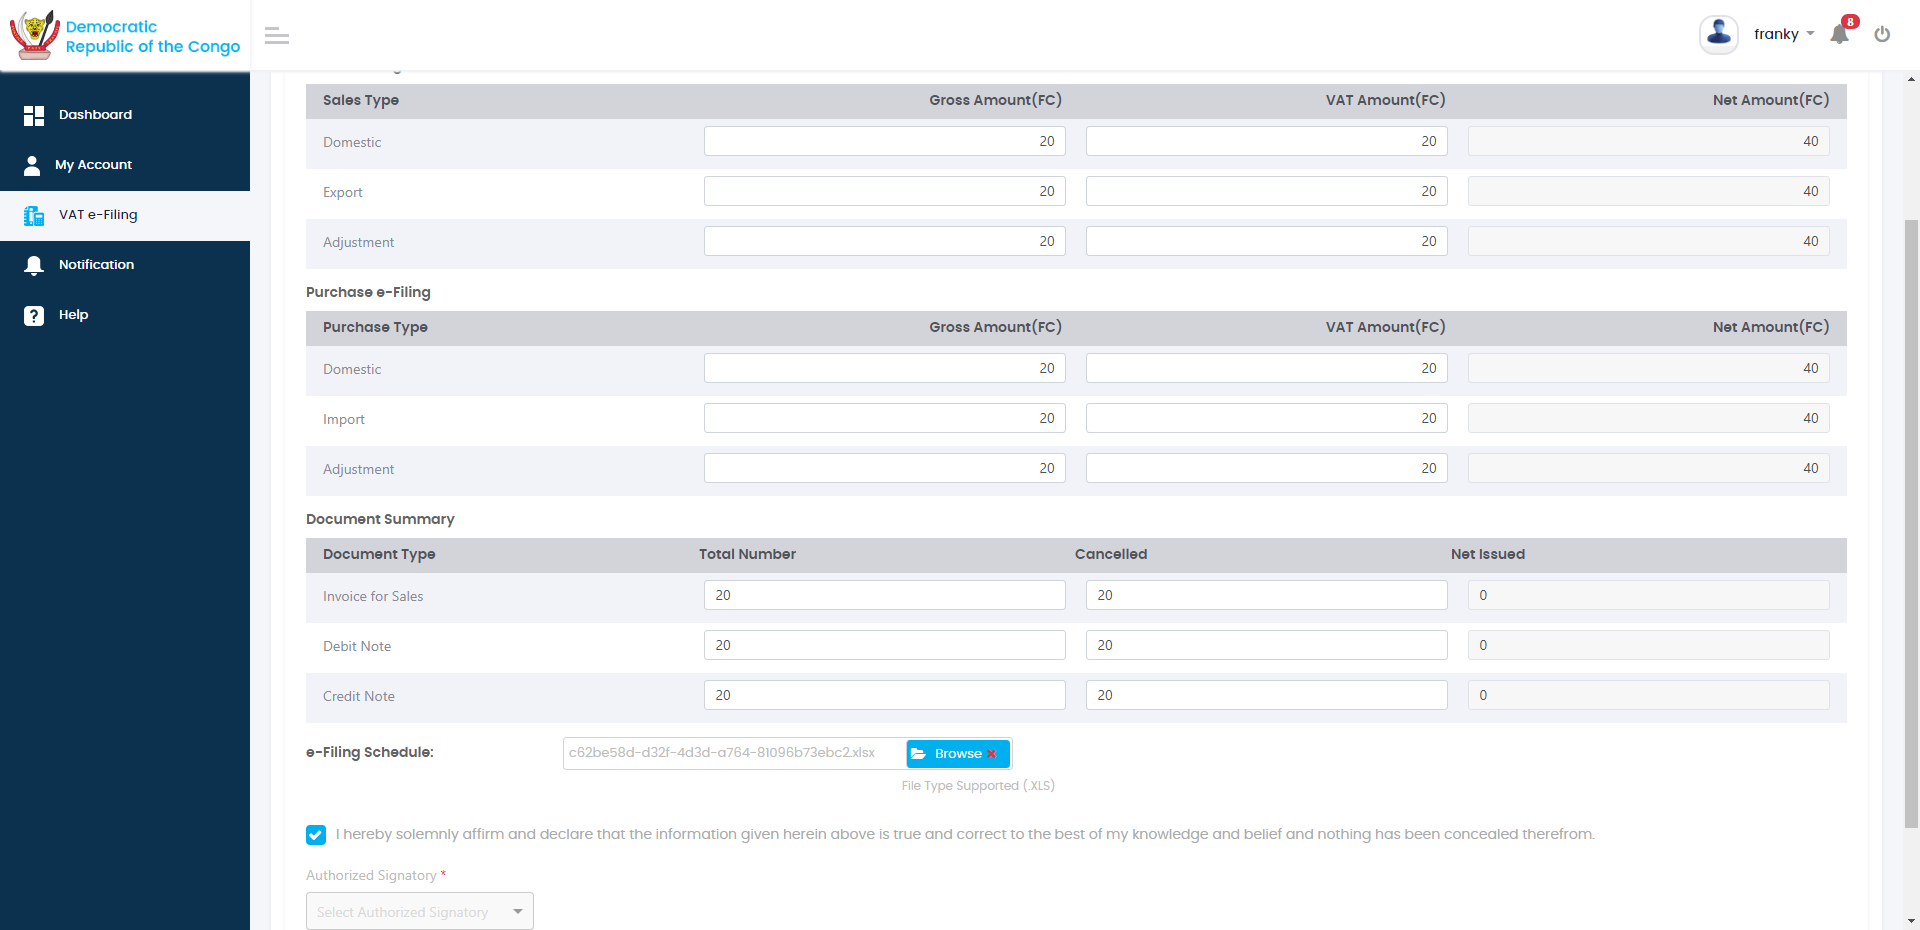 Democratic
Republic of the Congo
franky
8
Dashboard
My Account
VAT e-Filing
Notification
Help
Sales Type Gross Amount(FC) VAT Amount(FC) Net Amount(FC)
Domestic 20 20 40
Export 20 20 40
Adjustment 20 20 40
Purchase e-Filing
Purchase Type Gross Amount(FC) VAT Amount(FC) Net Amount(FC)
Domestic 20 20 40
Import 20 20 40
Adjustment 20 20 40
Document Summary
Document Type Total Number Cancelled Net Issued
Invoice for Sales 20 20 0
Debit Note 20 20 0
Credit Note 20 20 0
e-Filing Schedule: c62be58d-d32f-4d3d-a764-81096b73ebc2.xlsx Browse
File Type Supported (.XLS)
I hereby solemnly affirm and declare that the information given herein above is true and correct to the best of my knowledge and belief and nothing has been concealed therefrom.
Authorized Signatory *
Select Authorized Signatory